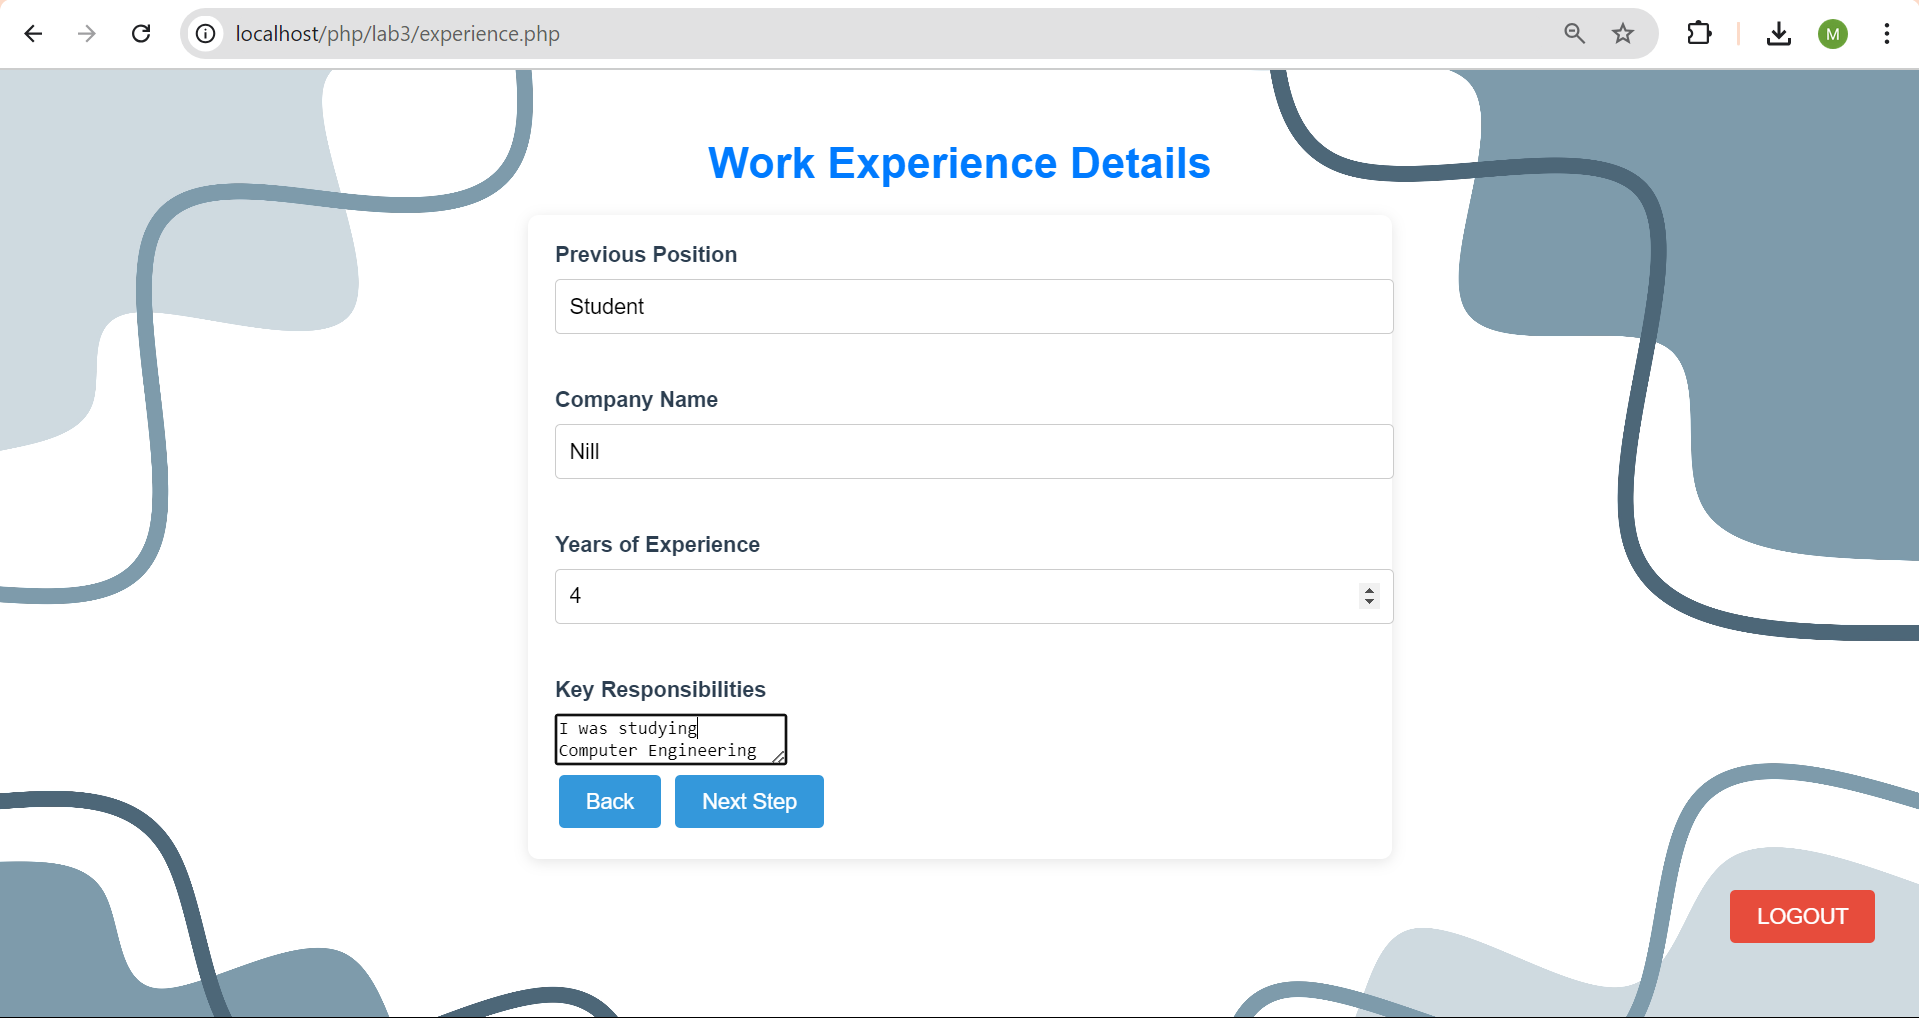 localhost/php/lab3/experience.php
M
Work Experience Details
Previous Position
Student
Company Name
Nill
Years of Experience
4
Key Responsibilities
I was studying
Computer Engineering
Back Next Step
LOGOUT